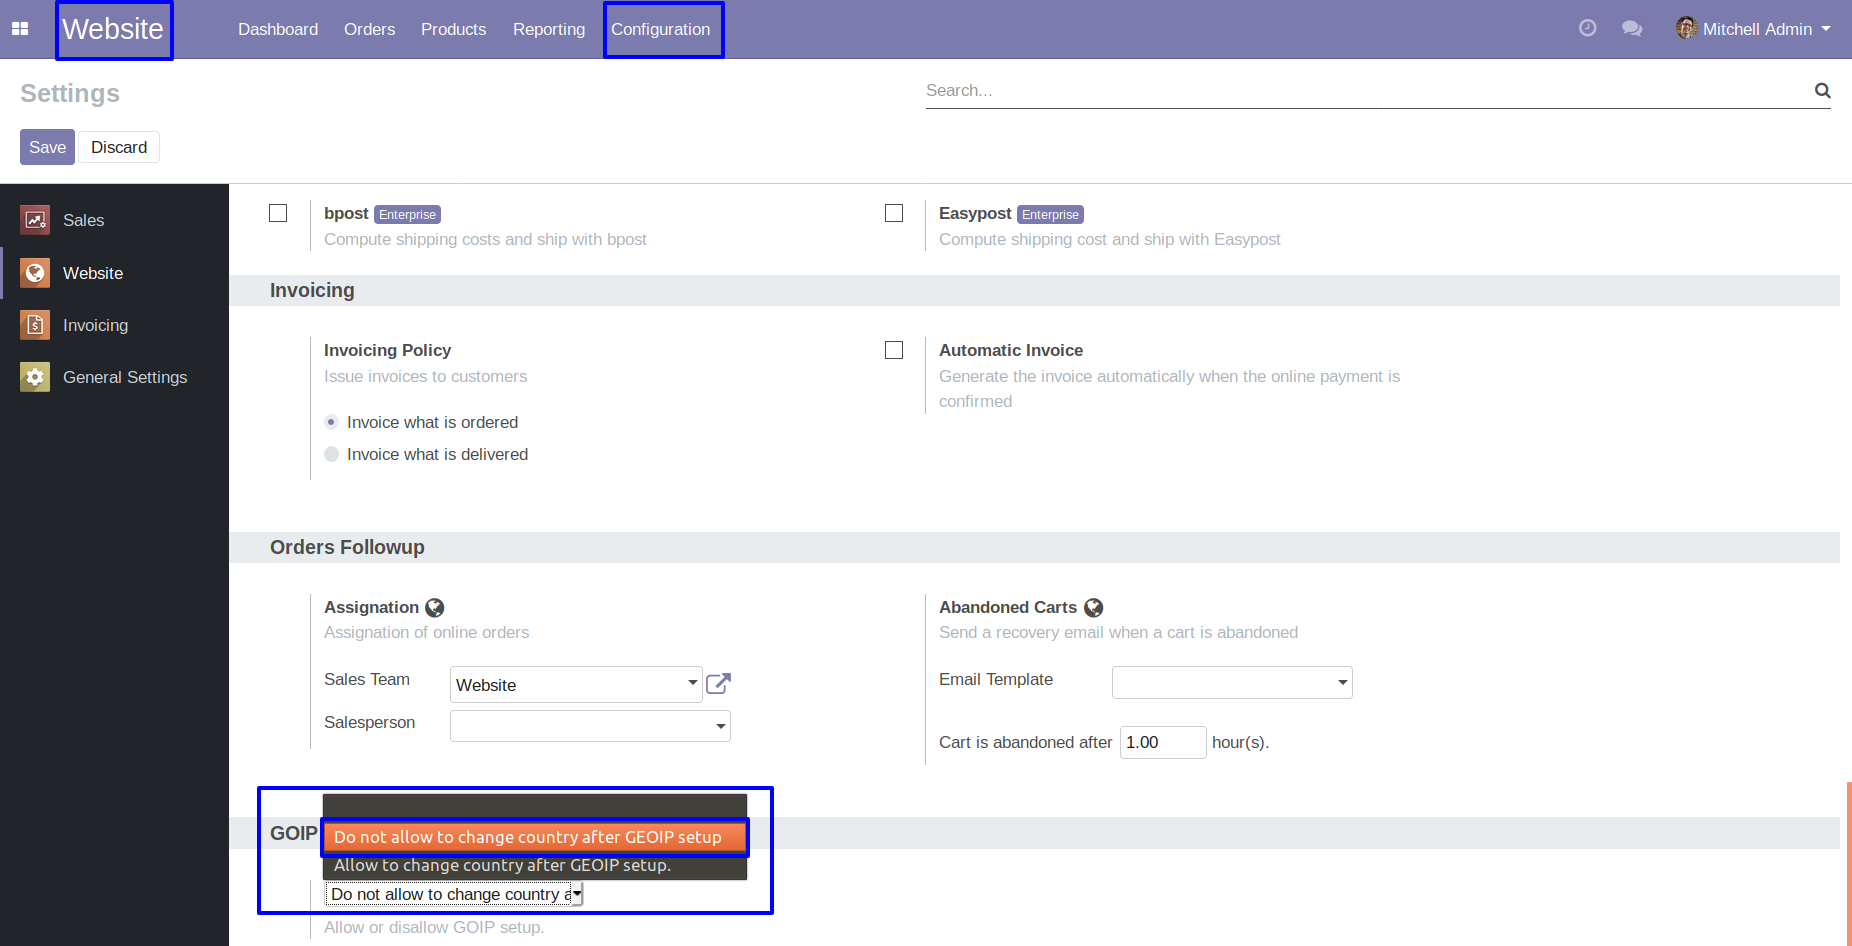 Website
Dashboard Orders Products Reporting Configuration
Mitchell Admin
Settings
Search...
Save Discard
Sales
Website
Invoicing
General Settings
bpost Enterprise
Compute shipping costs and ship with bpost
Easypost Enterprise
Compute shipping cost and ship with Easypost
Invoicing
Invoicing Policy
Issue invoices to customers
Invoice what is ordered
Invoice what is delivered
Automatic Invoice
Generate the invoice automatically when the online payment is
confirmed
Orders Followup
Assignation
Assignation of online orders
Sales Team Website
Salesperson
Abandoned Carts
Send a recovery email when a cart is abandoned
Email Template
Cart is abandoned after 1.00 hour(s).
GOIP
Do not allow to change country after GEOIP setup
Allow to change country after GEOIP setup.
Do not allow to change country a
Allow or disallow GOIP setup.